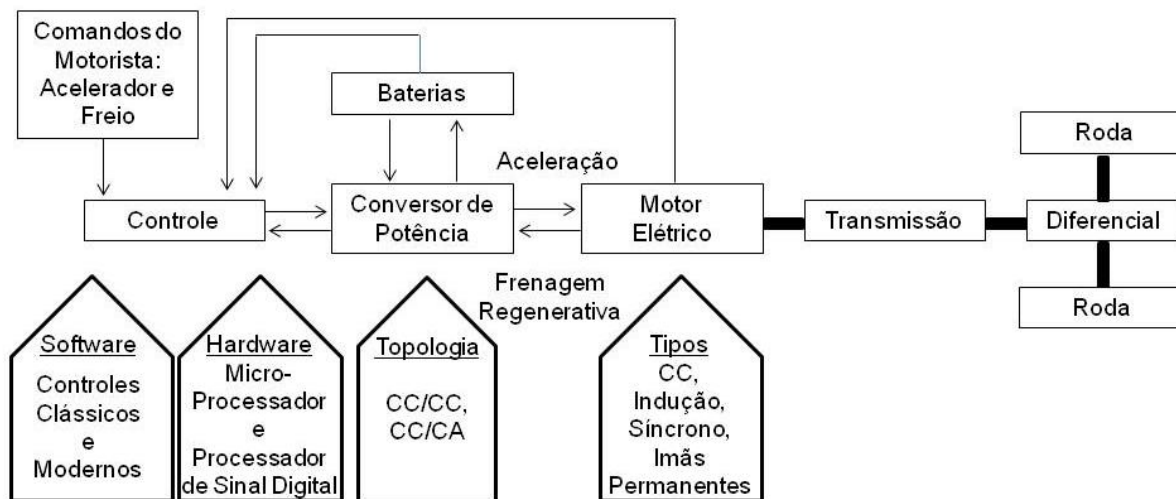 Comandos do
Motorista:
Acelerador e
Freio
Baterias
Aceleração
Controle
Conversor de
Potência
Motor
Elétrico
Transmissão
Roda
Diferencial
Roda
Frenagem
Regenerativa
Software
Controles
Clássicos
e
Modernos
Hardware
Micro-
Processador
e
Processador
de Sinal Digital
Topologia
CC/CC,
CC/CA
Tipos
CC,
Indução,
Síncrono,
Imãs
Permanentes